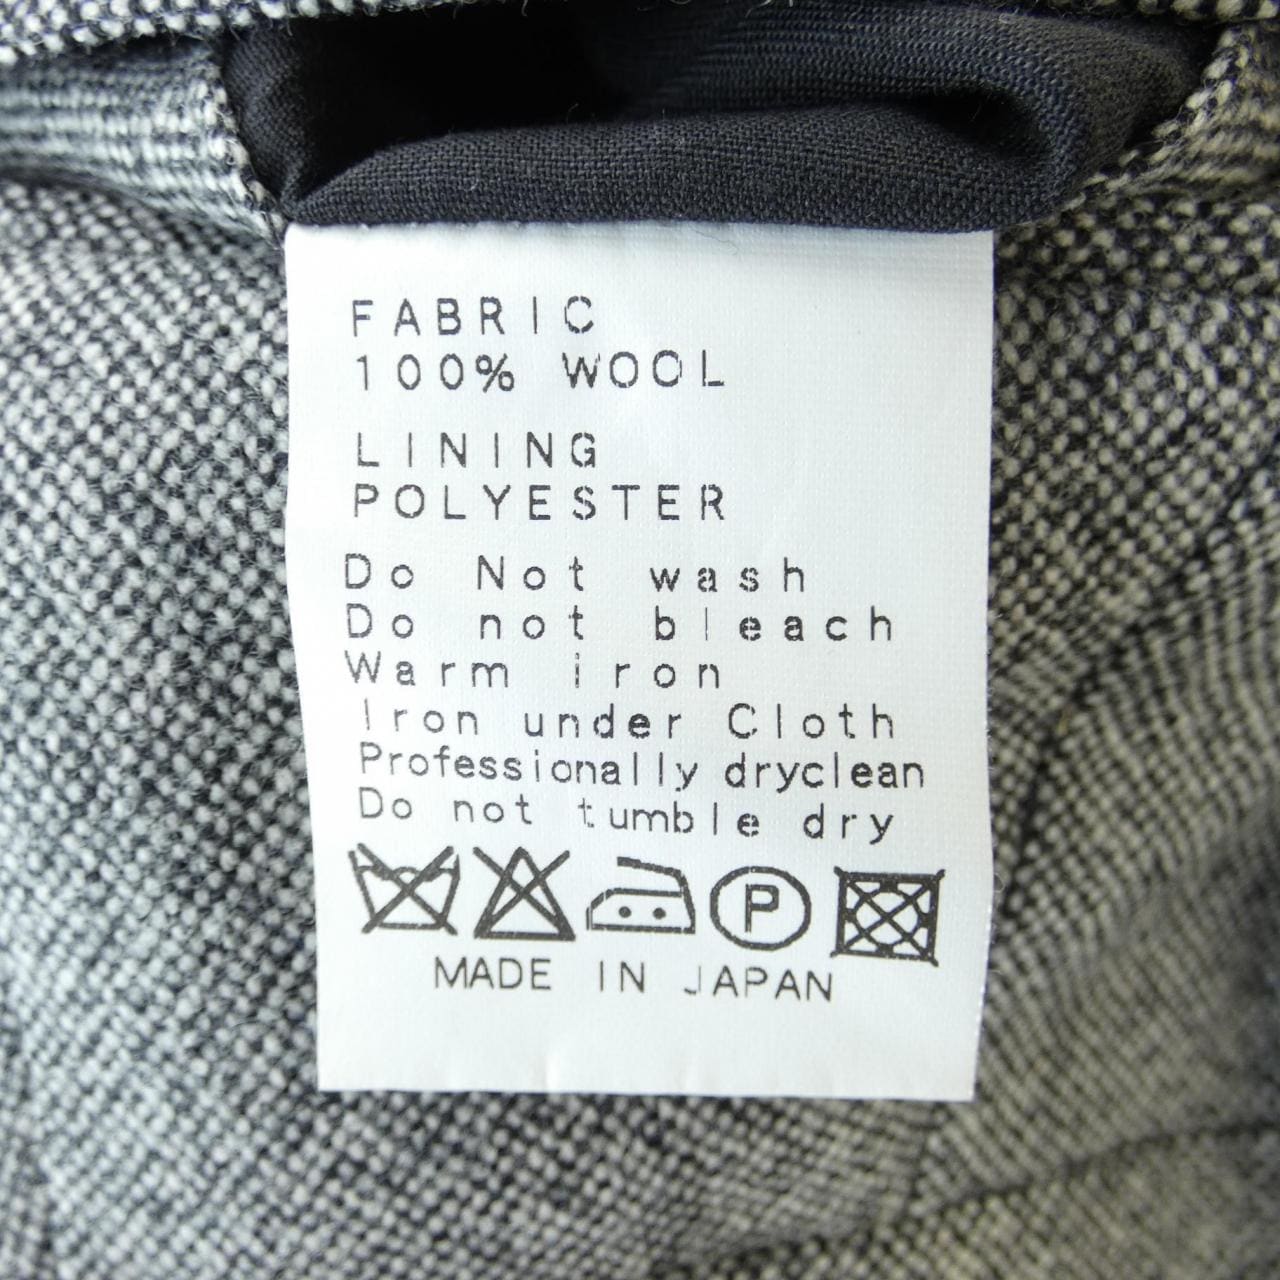 FABRIC
100% WOOL
LINING
POLYESTER
Do Not wash
Do not bleach
Warm iron
Iron under Cloth
Professionally dryclean
Do not tumble dry
P
MADE IN JAPAN